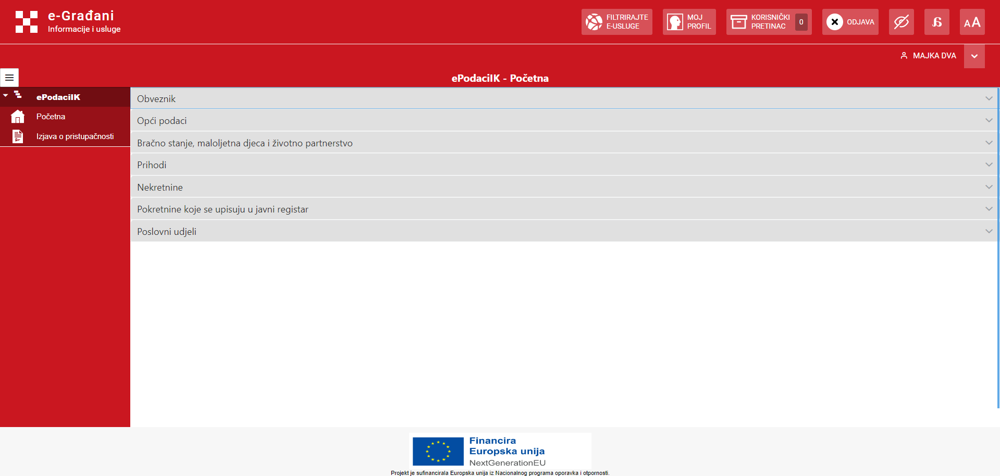 e-Građani
Informacije i usluge
FILTRIRAJTE
E-USLUGE
MOJ
PROFIL
KORISNIČKI
PRETINAC
0
ODJAVA
AA
MAJKA DVA
ePodaciIK - Početna
ePodaciIK
Početna
Izjava o pristupačnosti
Obveznik
Opći podaci
Bračno stanje, maloljetna djeca i životno partnerstvo
Prihodi
Nekretnine
Pokretnine koje se upisuju u javni registar
Poslovni udjeli
Financira
Europska unija
NextGenerationEU
Projekt je sufinancirala Europska unija iz Nacionalnog programa oporavka i otpornosti.